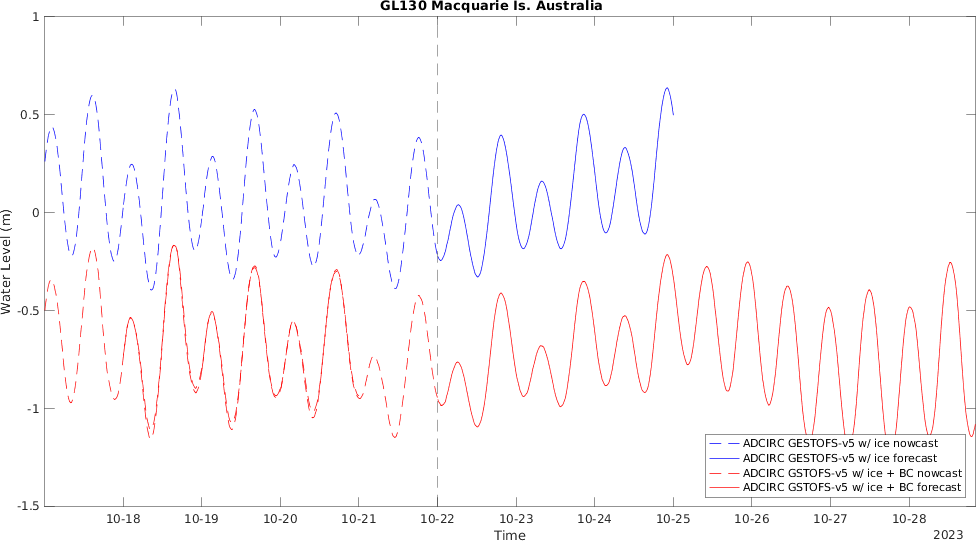 GL130 Macquarie Is. Australia
1
0.5
0
-0.5
-1
-1.5
Water Level (m)
10-18 10-19 10-20 10-21 10-22 10-23 10-24 10-25 10-26 10-27 10-28
Time
2023
ADCIRC GESTOFS-v5 w/ ice nowcast
ADCIRC GESTOFS-v5 w/ ice forecast
ADCIRC GSTOFS-v5 w/ ice + BC nowcast
ADCIRC GSTOFS-v5 w/ ice + BC forecast